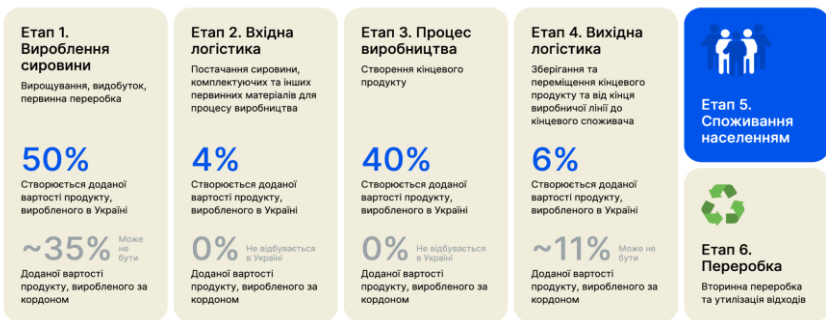 Етап 1.
Вироблення
сировини
Вирощування, видобуток,
первинна переробка
50%
Створюється доданої
вартості продукту,
виробленого в Україні
~35%
Може
не
бути
Доданої вартості
продукту, виробленого за
кордоном
Етап 2. Вхідна
логістика
Постачання сировини,
комплектуючих та інших
первинних матеріалів для
процесу виробництва
4%
Створюється доданої
вартості продукту,
виробленого в Україні
0%
Не відбувається
в Україні
Доданої вартості
продукту, виробленого за
кордоном
Етап 3. Процес
виробництва
Створення кінцевого
продукту
40%
Створюється доданої
вартості продукту,
виробленого в Україні
0%
Не відбувається
в Україні
Доданої вартості
продукту, виробленого за
кордоном
Етап 4. Вихідна
логістика
Зберігання та
переміщення кінцевого
продукту та від кінця
виробничої лінії до
кінцевого споживача
6%
Створюється доданої
вартості продукту,
виробленого в Україні
~11%
Може не
бути
Доданої вартості
продукту, виробленого за
кордоном
Етап 5.
Споживання
населенням
Етап 6.
Переробка
Вторинна переробка
та утилізація відходів